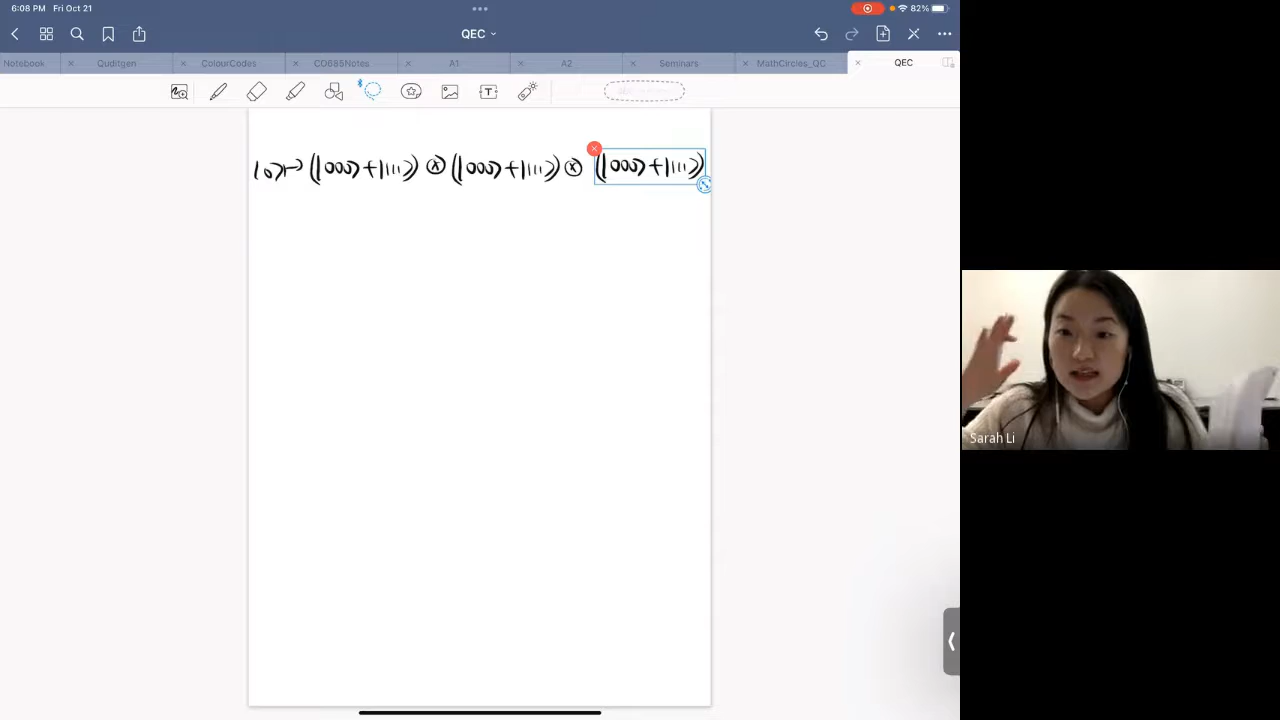 6:08 PM Fri Oct 21
82%
QEC
Notebook
Quditgen
ColourCodes
CO685Notes
A1
A2
Seminars
MathCircles_QC
QEC
T
|0⟩ ↦ (|000⟩+|111⟩) ⊗ (|000⟩+|111⟩) ⊗ (|000⟩+|111⟩)
Sarah Li